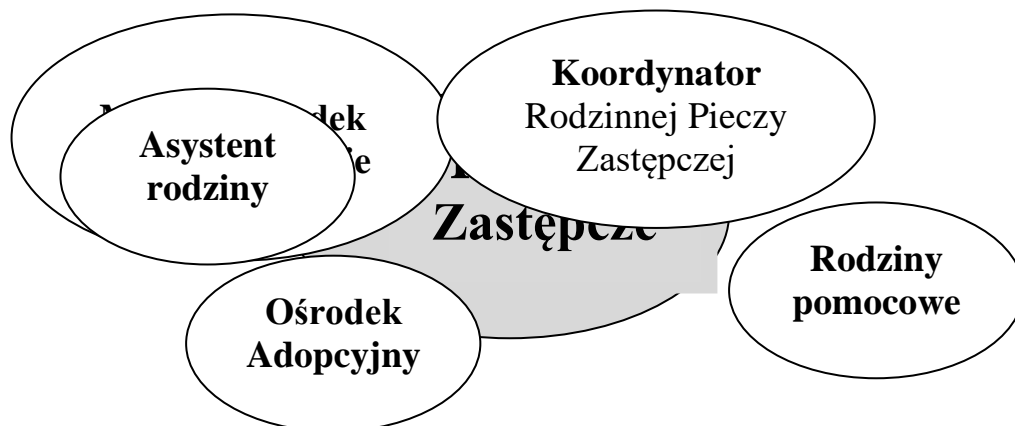 Koordynator
Rodzinnej Pieczy
Zastępczej
Asystent
rodziny
Zastępcze
Rodziny
pomocowe
Ośrodek
Adopcyjny